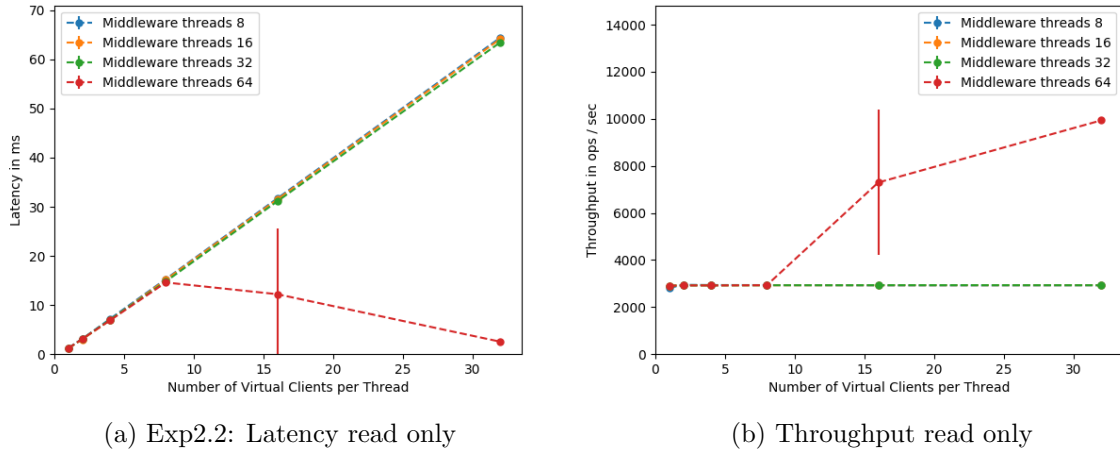 70
60
50
40
30
20
10
0
Latency in ms
Middleware threads 8
Middleware threads 16
Middleware threads 32
Middleware threads 64
0 5 10 15 20 25 30
Number of Virtual Clients per Thread
(a) Exp2.2: Latency read only
14000
12000
10000
8000
6000
4000
2000
0
Throughput in ops / sec
Middleware threads 8
Middleware threads 16
Middleware threads 32
Middleware threads 64
0 5 10 15 20 25 30
Number of Virtual Clients per Thread
(b) Throughput read only